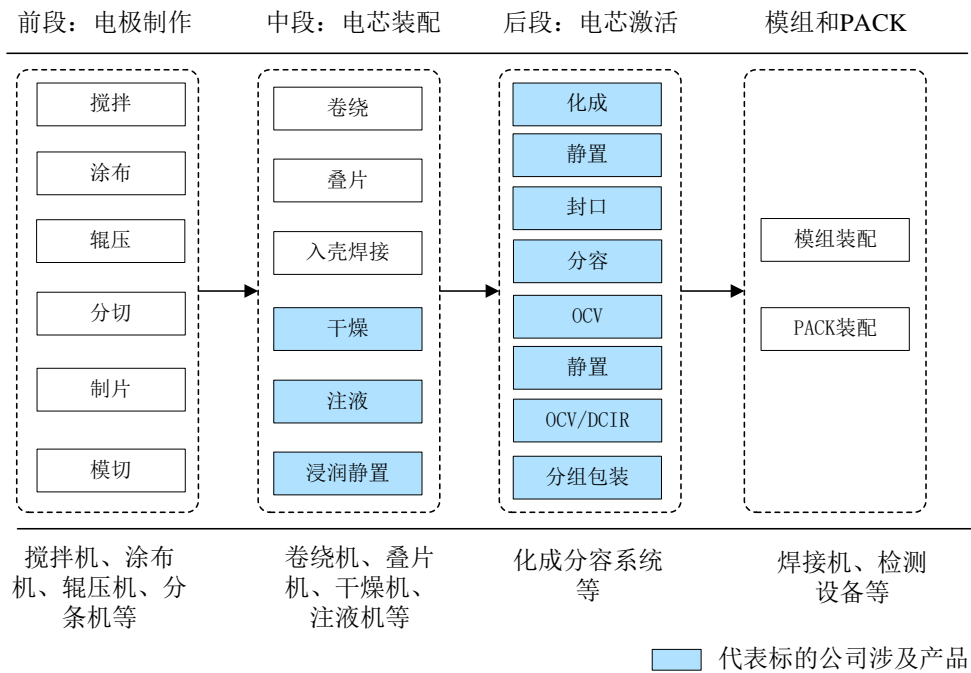 前段：电极制作
中段：电芯装配
后段：电芯激活
模组和PACK
搅拌
涂布
辊压
分切
制片
模切
卷绕
叠片
入壳焊接
干燥
注液
浸润静置
化成
静置
封口
分容
OCV
静置
OCV/DCIR
分组包装
模组装配
PACK装配
搅拌机、涂布
机、辊压机、分
条机等
卷绕机、叠片
机、干燥机、
注液机等
化成分容系统
等
焊接机、检测
设备等
代表标的公司涉及产品